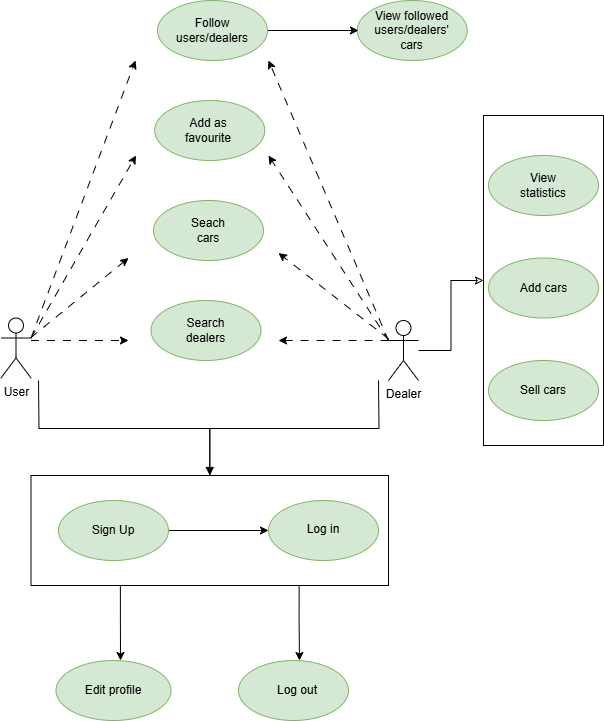 Follow
users/dealers
View followed
users/dealers'
cars
Add as
favourite
View
statistics
Seach
cars
Add cars
Search
dealers
User
Dealer
Sell cars
Sign Up
Log in
Edit profile
Log out